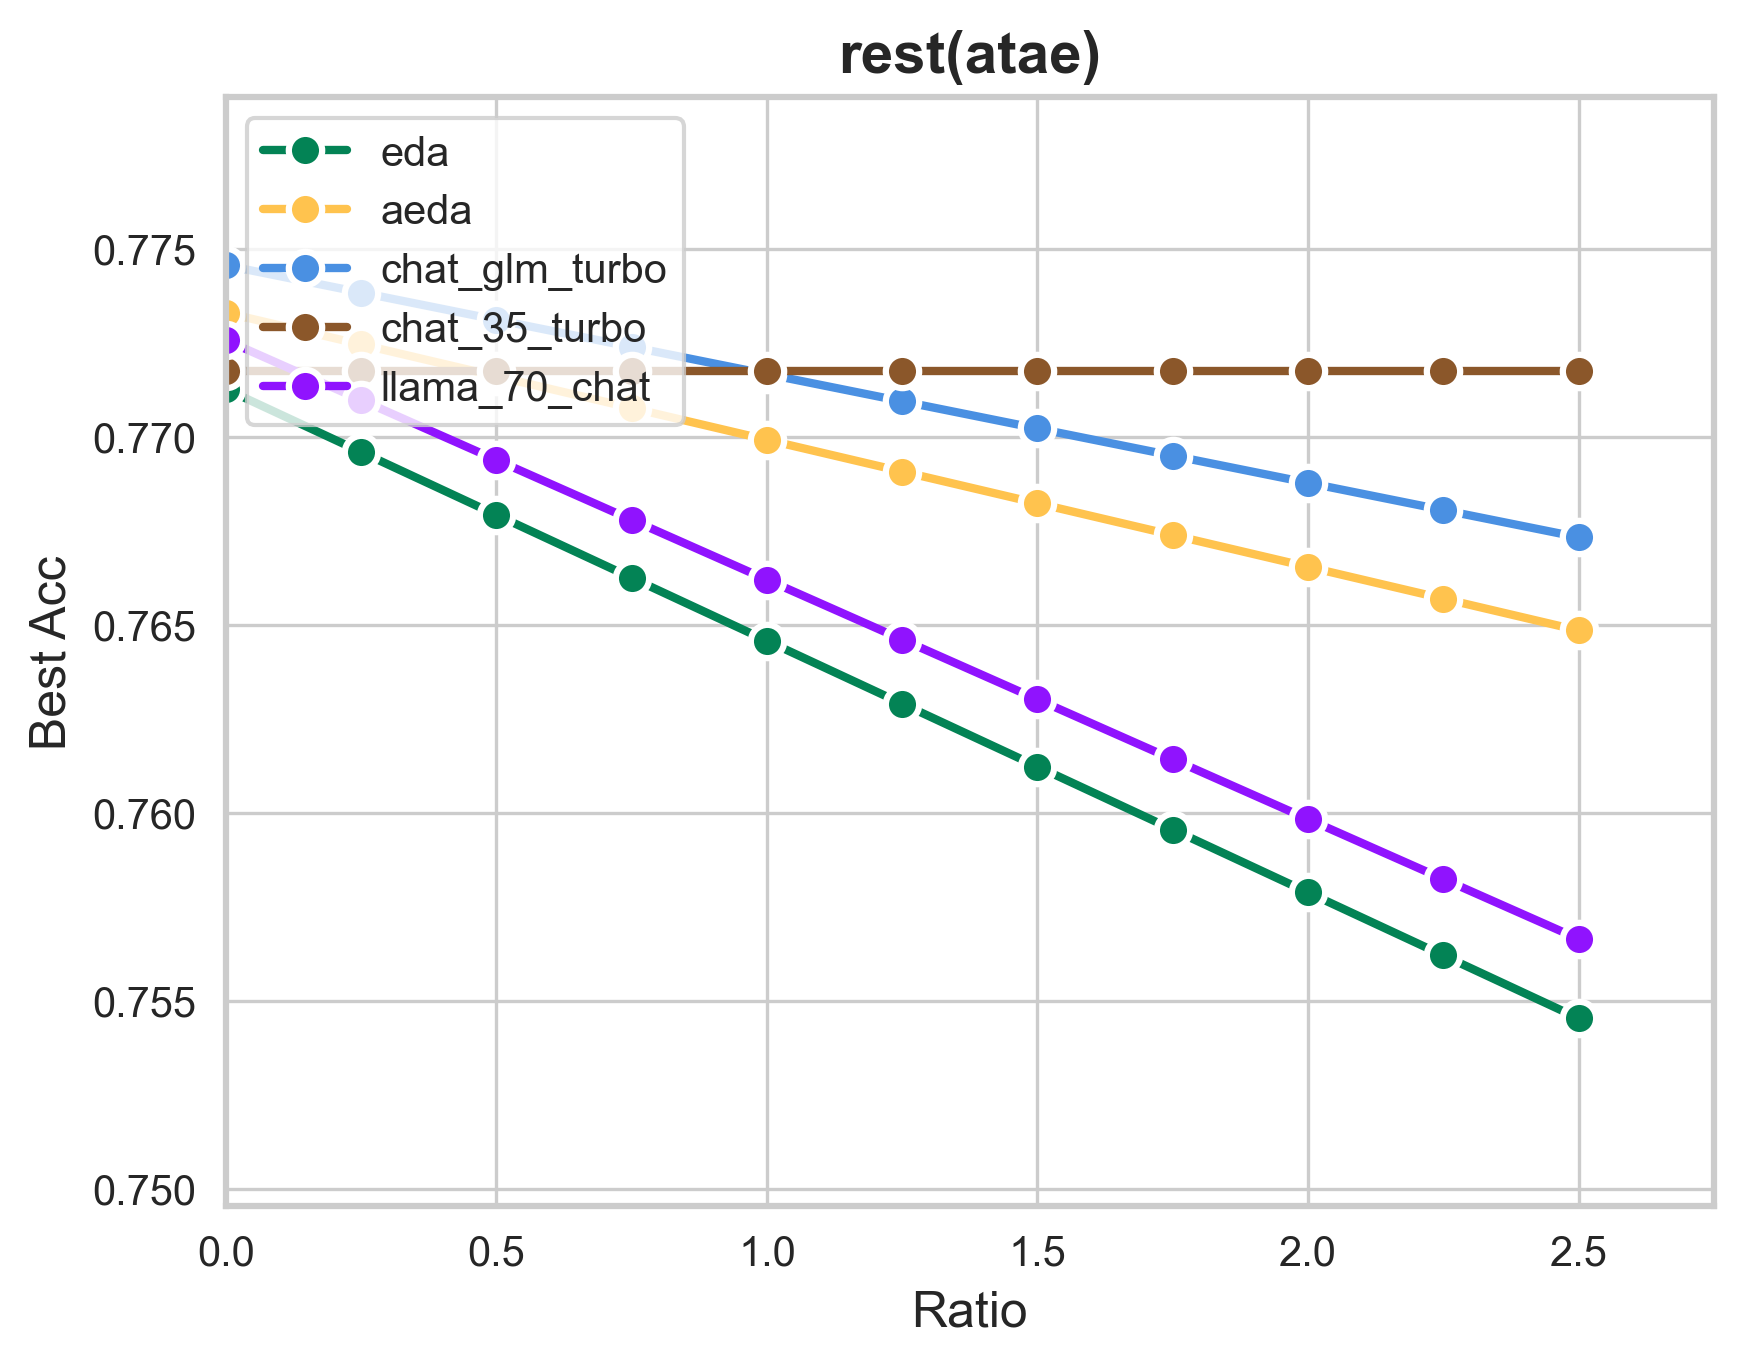 rest(atae)
eda
aeda
chat_glm_turbo
chat_35_turbo
llama_70_chat
0.775
0.770
0.765
0.760
0.755
0.750
Best Acc
0.0 0.5 1.0 1.5 2.0 2.5
Ratio